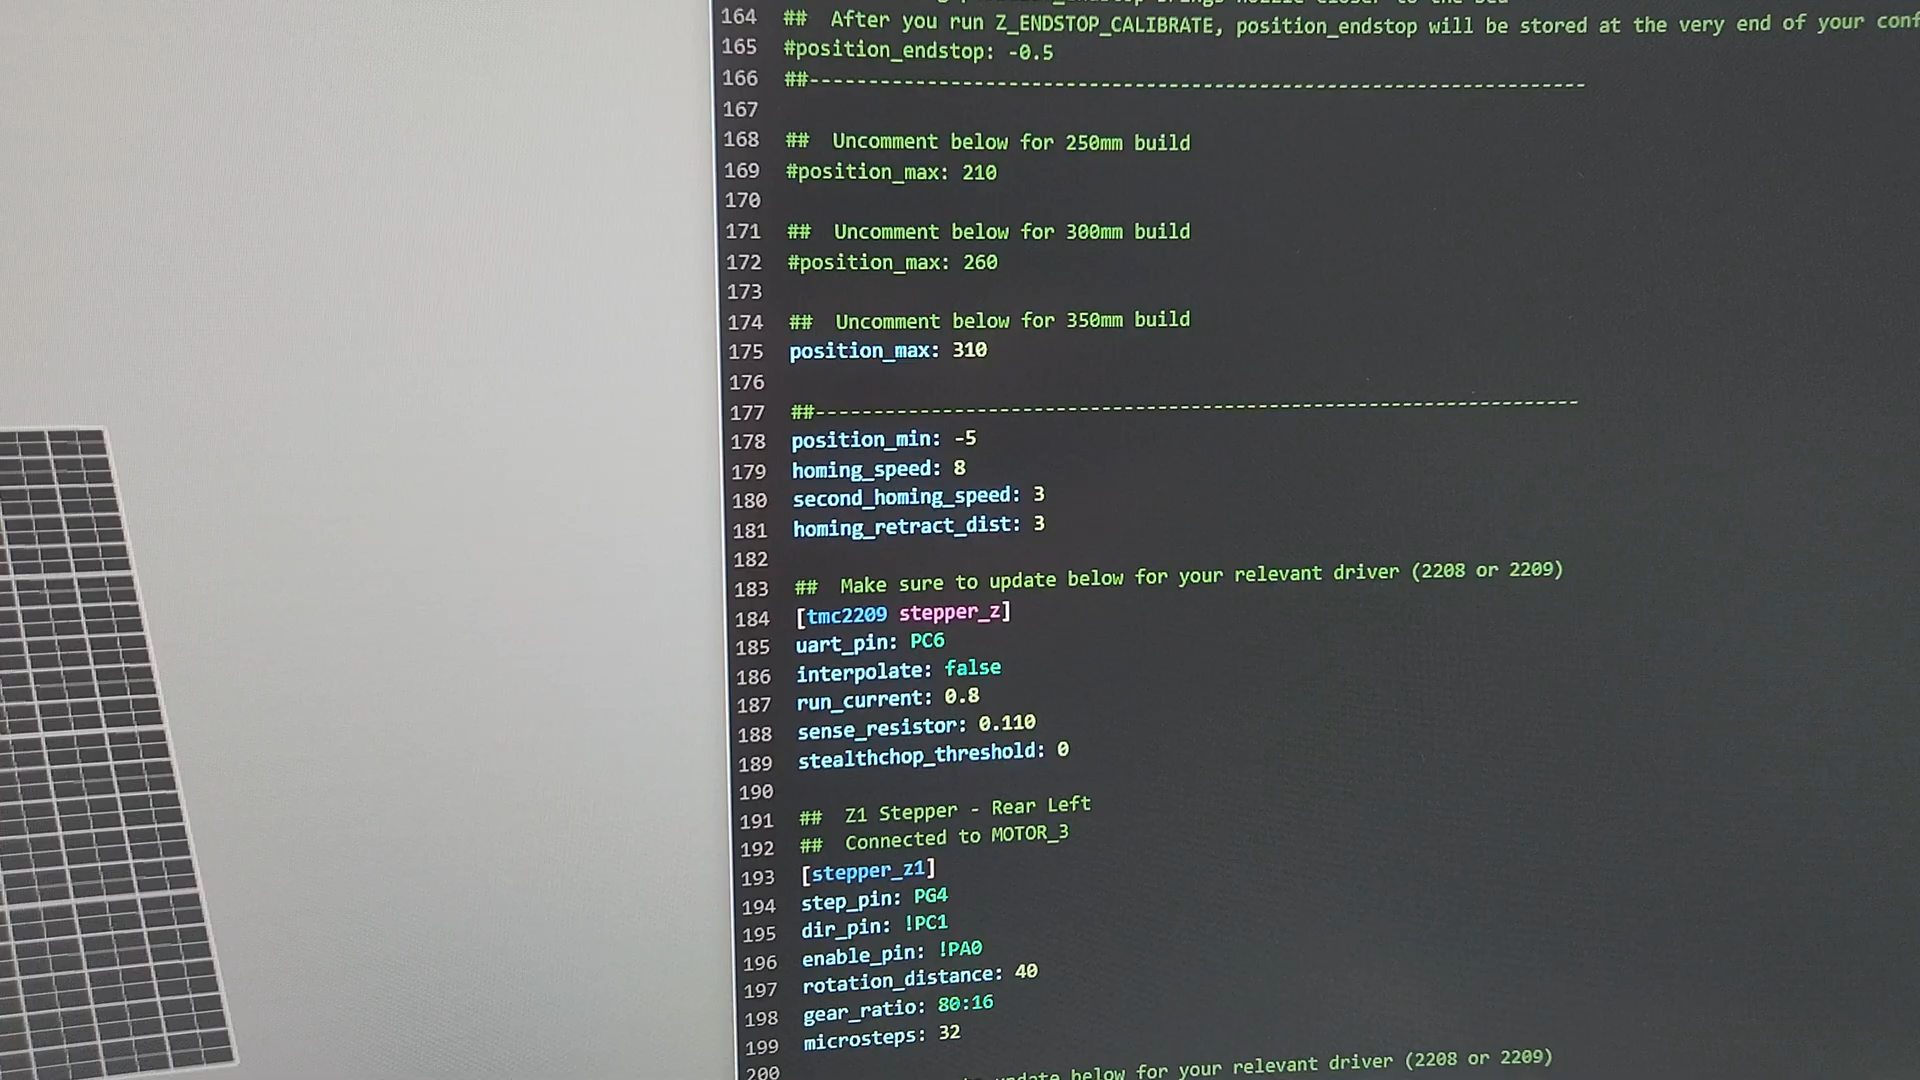 164 ## After you run Z_ENDSTOP_CALIBRATE, position_endstop will be stored at the very end of your conf
165 #position_endstop: -0.5
166 ##-------------------------------------------------------------------
167
168 ## Uncomment below for 250mm build
169 #position_max: 210
170
171 ## Uncomment below for 300mm build
172 #position_max: 260
173
174 ## Uncomment below for 350mm build
175 position_max: 310
176
177 ##-------------------------------------------------------------------
178 position_min: -5
179 homing_speed: 8
180 second_homing_speed: 3
181 homing_retract_dist: 3
182
183 ## Make sure to update below for your relevant driver (2208 or 2209)
184 [tmc2209 stepper_z]
185 uart_pin: PC6
186 interpolate: false
187 run_current: 0.8
188 sense_resistor: 0.110
189 stealthchop_threshold: 0
190
191 ## Z1 Stepper - Rear Left
192 ## Connected to MOTOR_3
193 [stepper_z1]
194 step_pin: PG4
195 dir_pin: !PC1
196 enable_pin: !PA0
197 rotation_distance: 40
198 gear_ratio: 80:16
199 microsteps: 32
200 update below for your relevant driver (2208 or 2209)